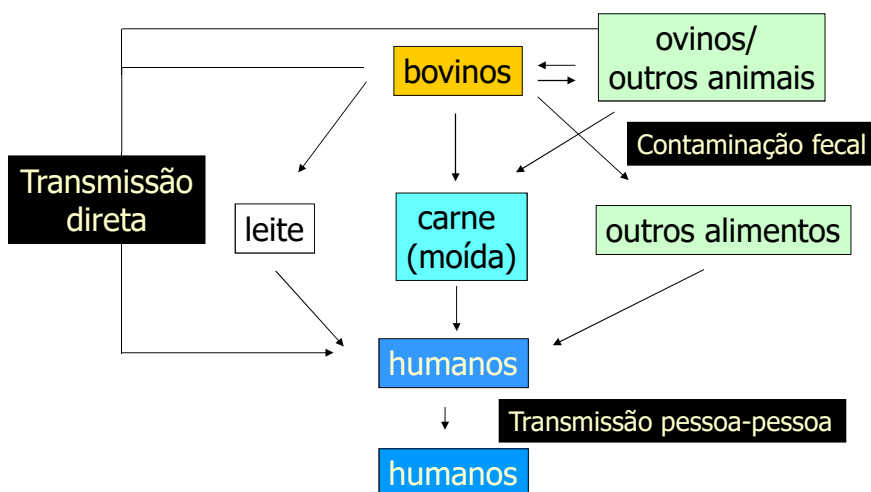 ovinos/
outros animais
bovinos
Contaminação fecal
Transmissão
direta
leite
carne
(moída)
outros alimentos
humanos
Transmissão pessoa-pessoa
humanos